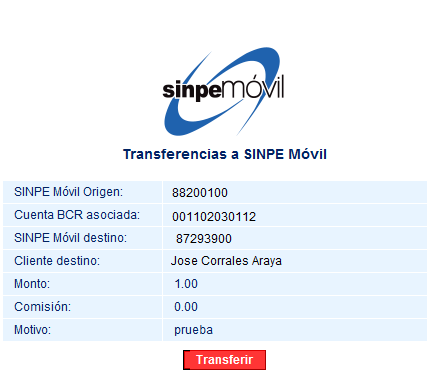 sinpemóvil
Transferencias a SINPE Móvil
SINPE Móvil Origen: 88200100
Cuenta BCR asociada: 001102030112
SINPE Móvil destino: 87293900
Cliente destino: Jose Corrales Araya
Monto: 1.00
Comisión: 0.00
Motivo: prueba
Transferir